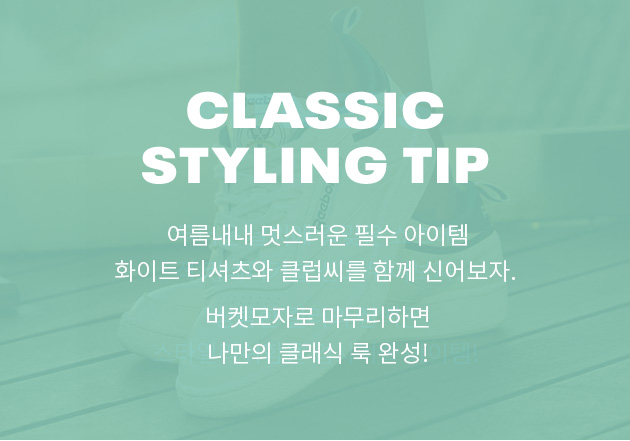 CLASSIC
STYLING TIP
여름내내 멋스러운 필수 아이템
화이트 티셔츠와 클럽씨를 함께 신어보자.
버켓모자로 마무리하면
나만의 클래식 룩 완성!
Reebok